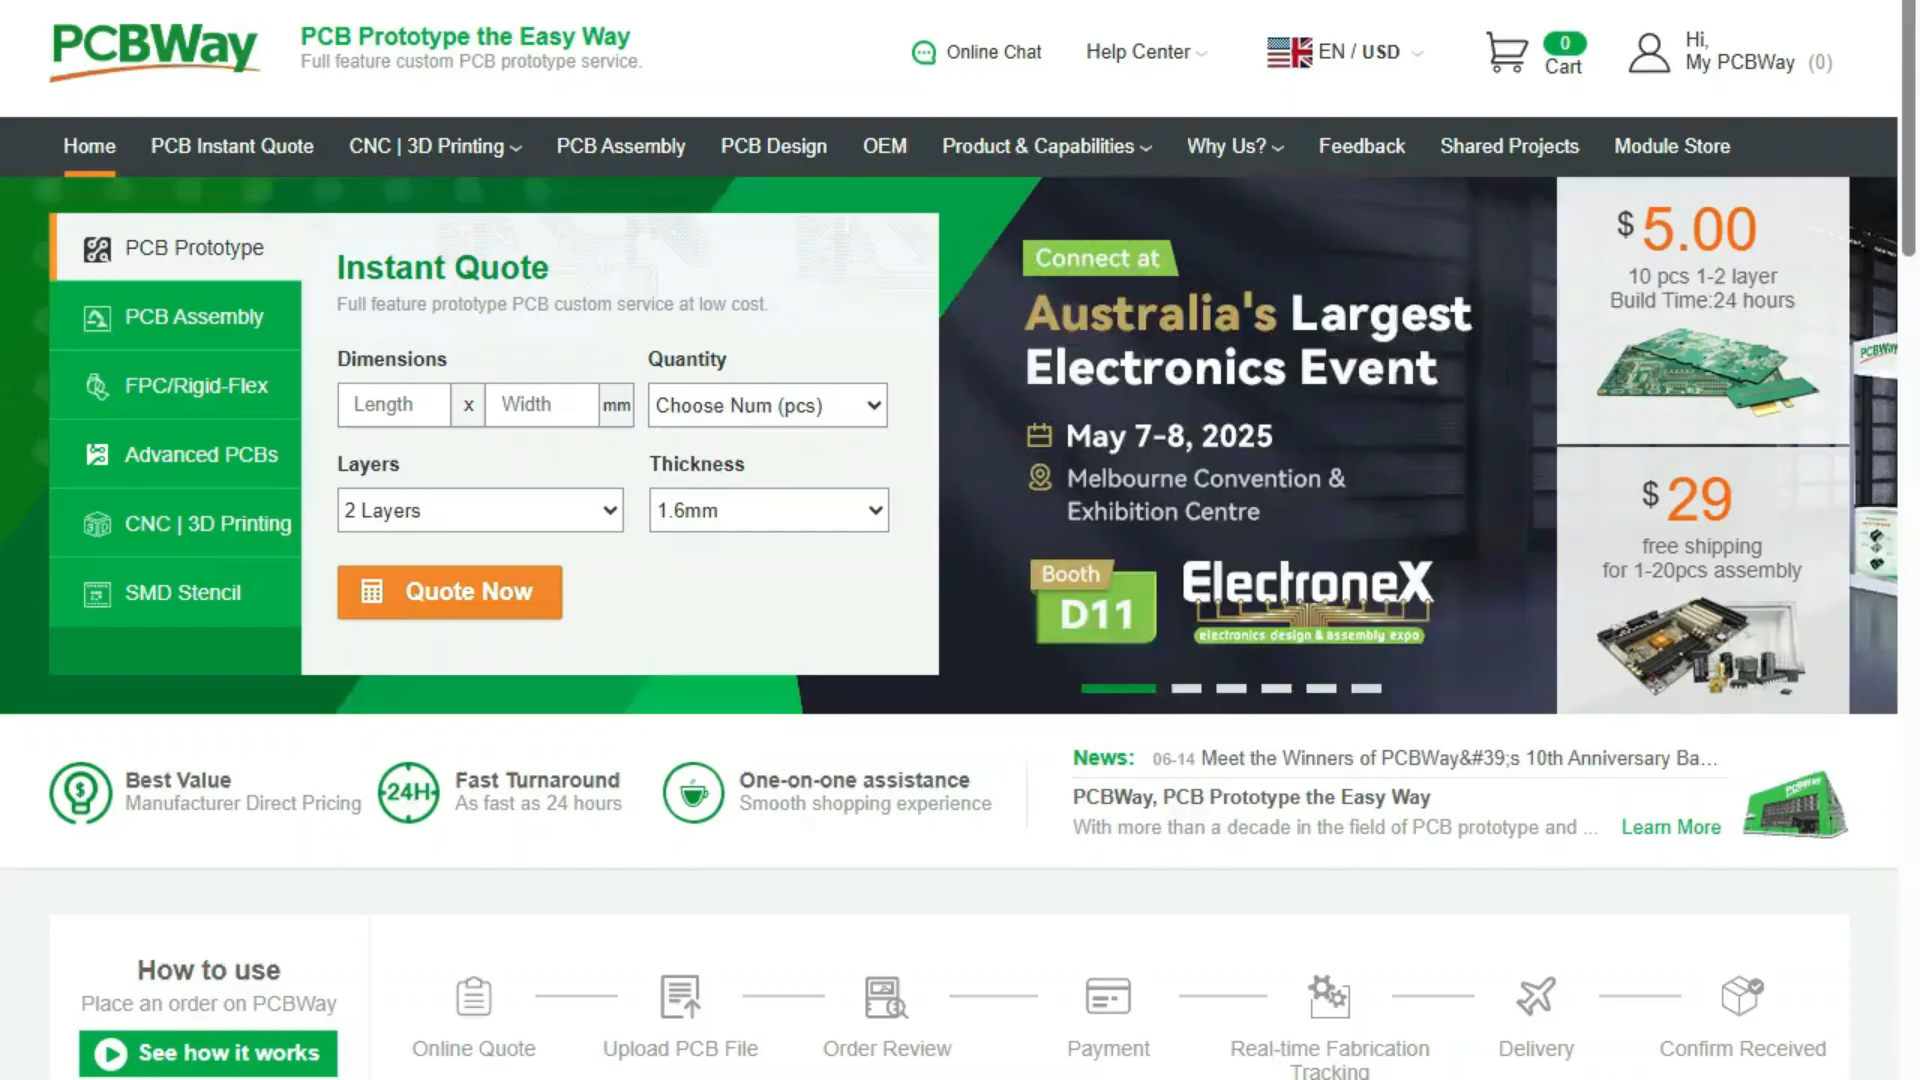 PCBWay
PCB Prototype the Easy Way
Full feature custom PCB prototype service.
Online Chat
Help Center
EN / USD
0
Cart
Hi,
My PCBWay (0)
Home
PCB Instant Quote
CNC | 3D Printing
PCB Assembly
PCB Design
OEM
Product & Capabilities
Why Us?
Feedback
Shared Projects
Module Store
PCB Prototype
PCB Assembly
FPC/Rigid-Flex
Advanced PCBs
CNC | 3D Printing
SMD Stencil
Instant Quote
Full feature prototype PCB custom service at low cost.
Dimensions
Quantity
Length x Width mm
Choose Num (pcs)
Layers
Thickness
2 Layers
1.6mm
Quote Now
Connect at
Australia's Largest
Electronics Event
May 7-8, 2025
Melbourne Convention &
Exhibition Centre
Booth
D11
ElectroneX
electronics design & assembly expo
$ 5.00
10 pcs 1-2 layer
Build Time:24 hours
$ 29
free shipping
for 1-20pcs assembly
PCBWay
Best Value
Manufacturer Direct Pricing
24H
Fast Turnaround
As fast as 24 hours
One-on-one assistance
Smooth shopping experience
News: 06-14 Meet the Winners of PCBWay&#39;s 10th Anniversary Ba...
PCBWay, PCB Prototype the Easy Way
With more than a decade in the field of PCB prototype and ... Learn More
PCBWay
How to use
Place an order on PCBWay
See how it works
Online Quote
Upload PCB File
Order Review
Payment
Real-time Fabrication
Tracking
Delivery
Confirm Received